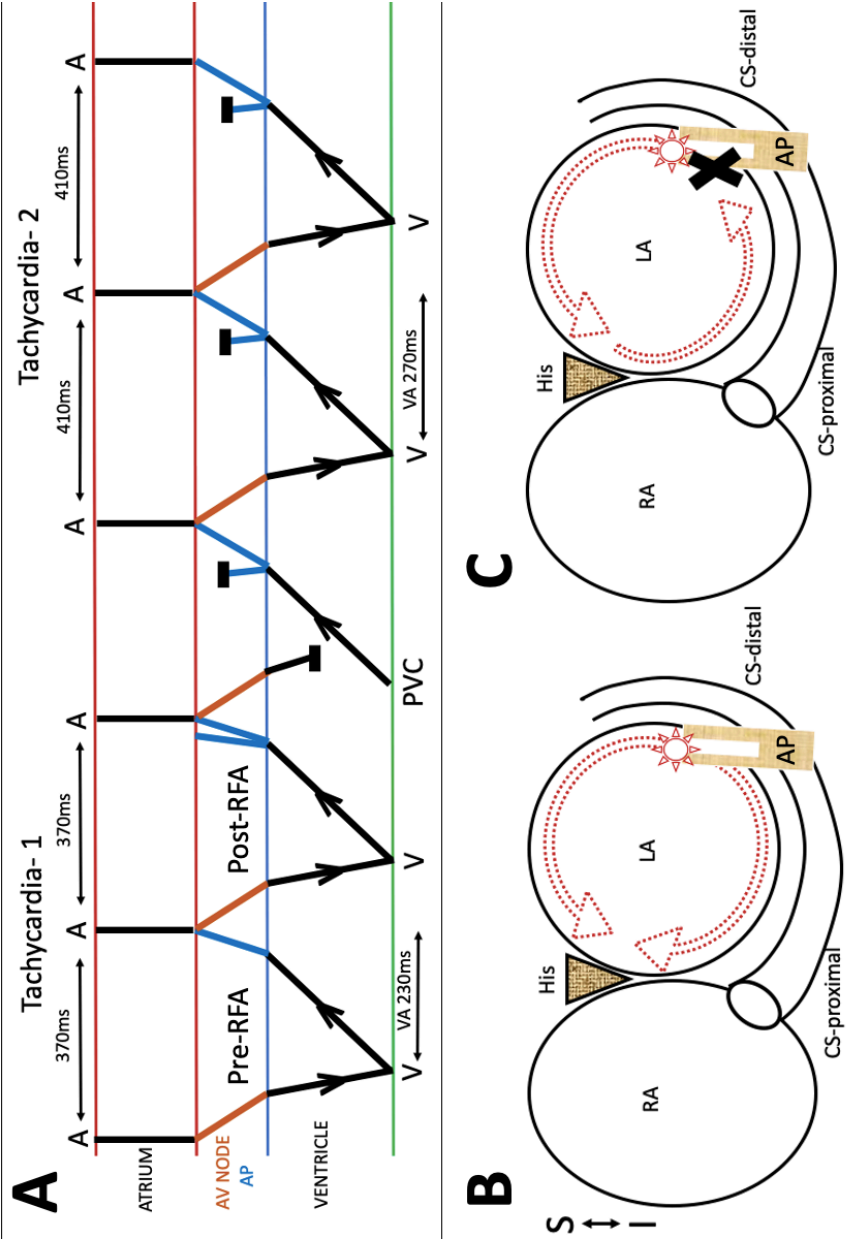 A
Tachycardia- 1
Tachycardia- 2
370ms
370ms
410ms
410ms
A
A
A
A
A
A
ATRIUM
AV NODE
AP
Pre-RFA
Post-RFA
VENTRICLE
V
V
PVC
V
V
VA 230ms
VA 270ms
B
S
I
His
RA
LA
AP
CS-distal
CS-proximal
C
His
RA
LA
AP
CS-distal
CS-proximal